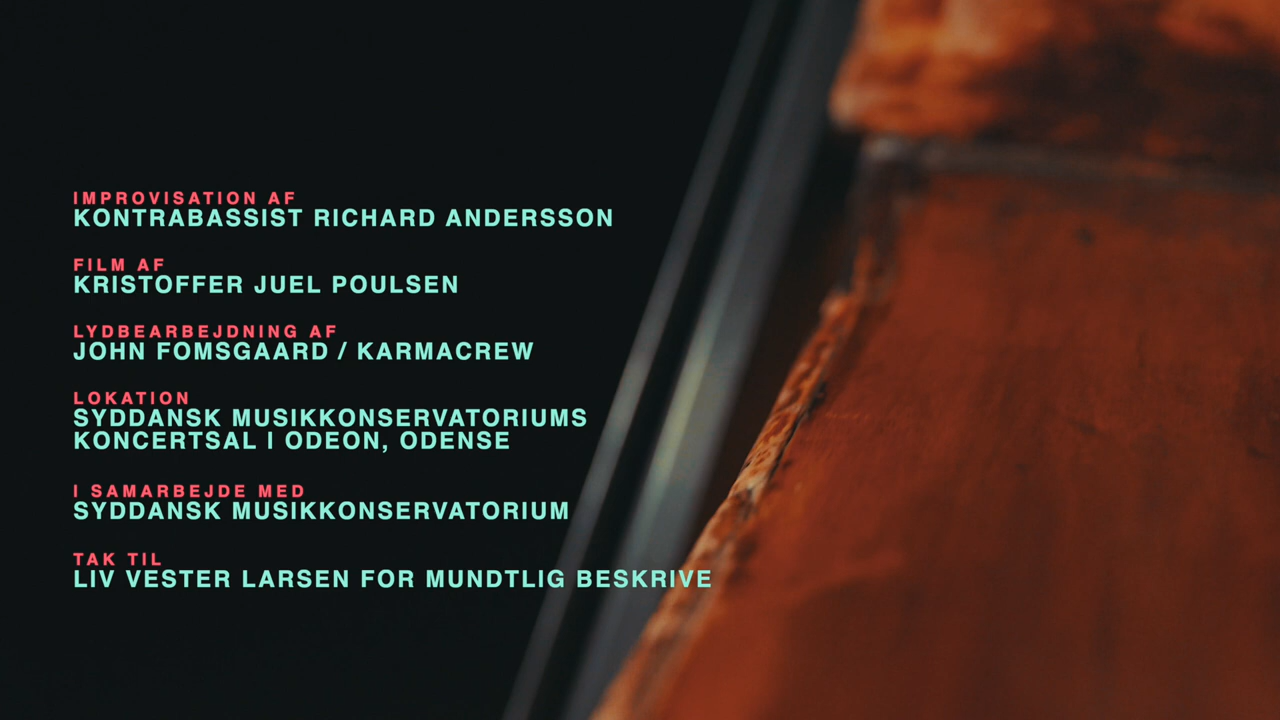 IMPROVISATION AF
KONTRABASSIST RICHARD ANDERSSON
FILM AF
KRISTOFFER JUEL POULSEN
LYDBEARBEJDNING AF
JOHN FOMSGAARD / KARMACREW
LOKATION
SYDDANSK MUSIKKONSERVATORIUMS
KONCERTSAL I ODEON, ODENSE
I SAMARBEJDE MED
SYDDANSK MUSIKKONSERVATORIUM
TAK TIL
LIV VESTER LARSEN FOR MUNDTLIG BESKRIVE